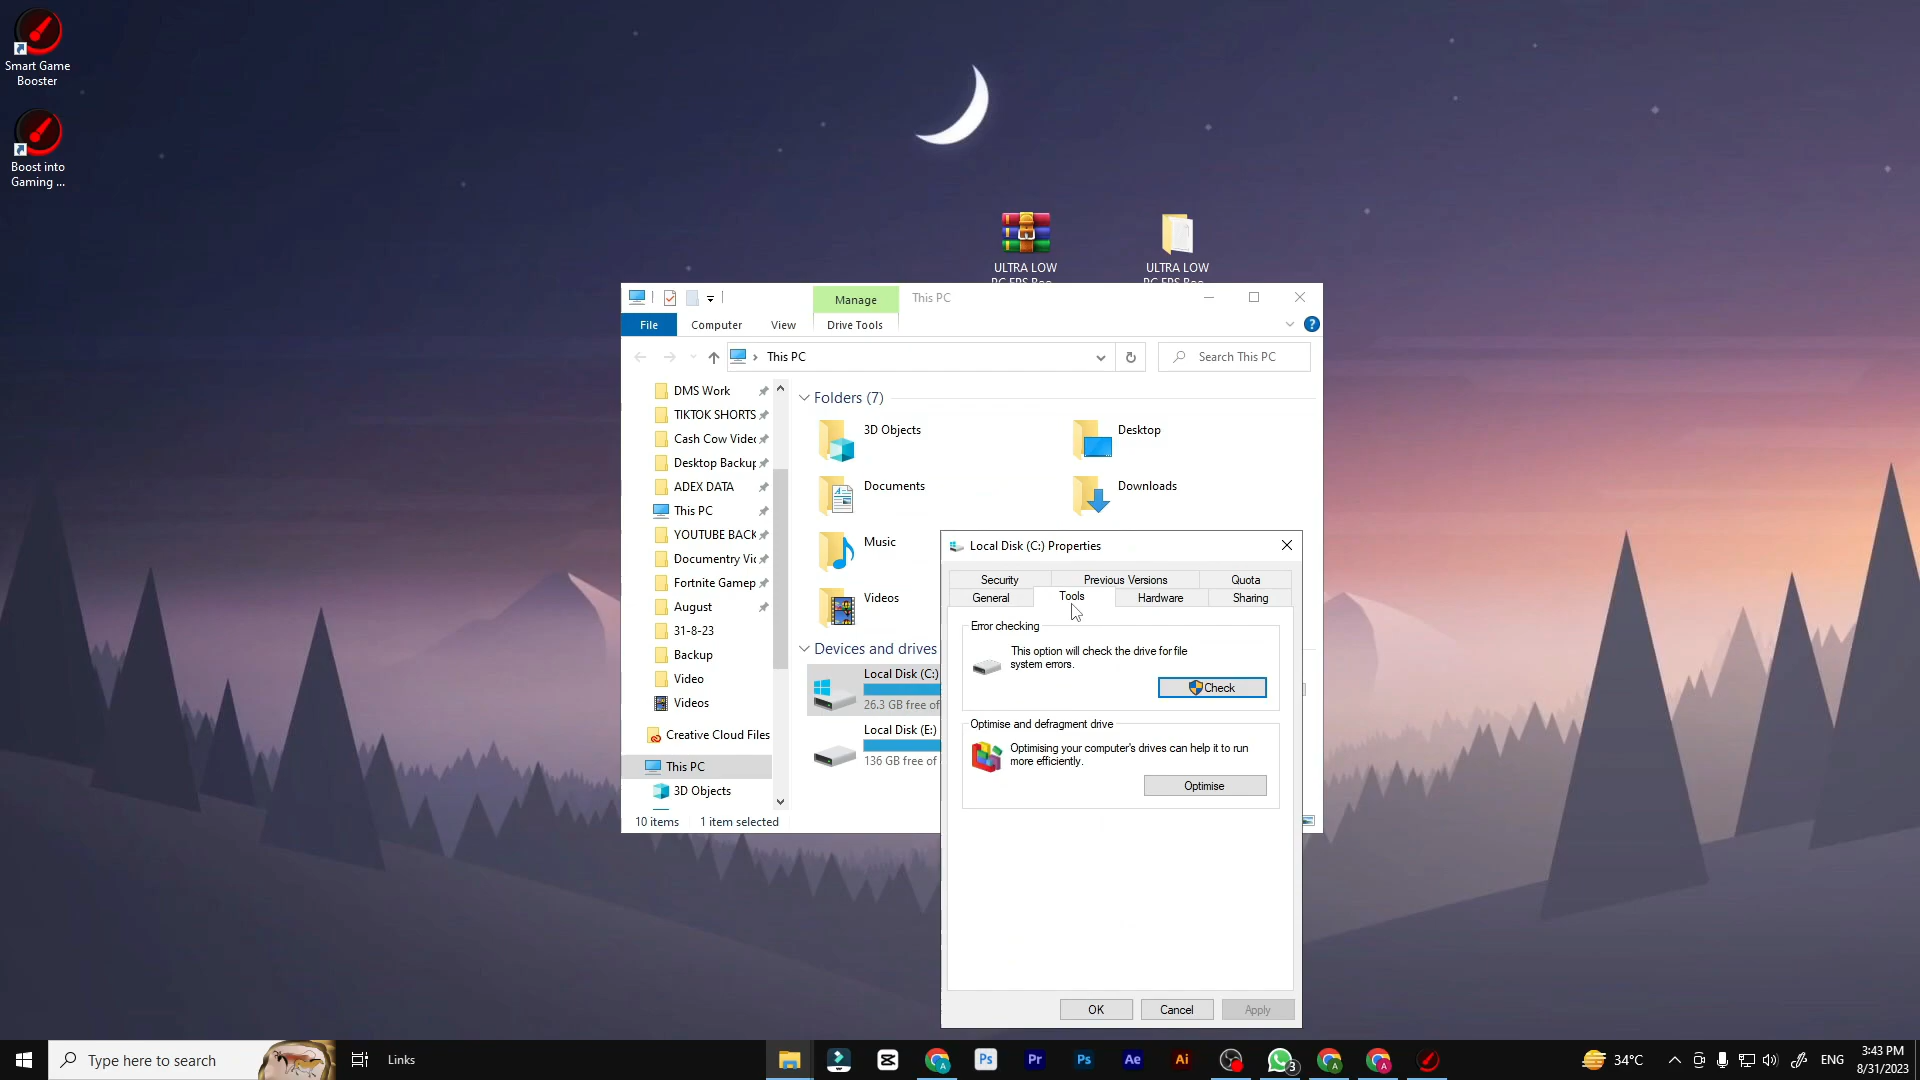 Smart Game
Booster
Boost into
Gaming ...
ULTRA LOW
ULTRA LOW
Manage
This PC
File
Computer
View
Drive Tools
This PC
Search This PC
DMS Work
TIKTOK SHORTS
Cash Cow Videc
Desktop Backup
ADEX DATA
This PC
YOUTUBE BACK
Documentry Vic
Fortnite Gamep
August
31-8-23
Backup
Video
Videos
Creative Cloud Files
This PC
3D Objects
Folders (7)
3D Objects
Desktop
Documents
Downloads
Music
Videos
Devices and drives
Local Disk (C:)
26.3 GB free of
Local Disk (E:)
136 GB free of
10 items
1 item selected
Local Disk (C:) Properties
Security
Previous Versions
Quota
General
Tools
Hardware
Sharing
Error checking
This option will check the drive for file
system errors.
Check
Optimise and defragment drive
Optimising your computer's drives can help it to run
more efficiently.
Optimise
OK
Cancel
Apply
Type here to search
Links
Ps
Pr
Ps
Ae
Ai
3
34°C
ENG
3:43 PM
8/31/2023